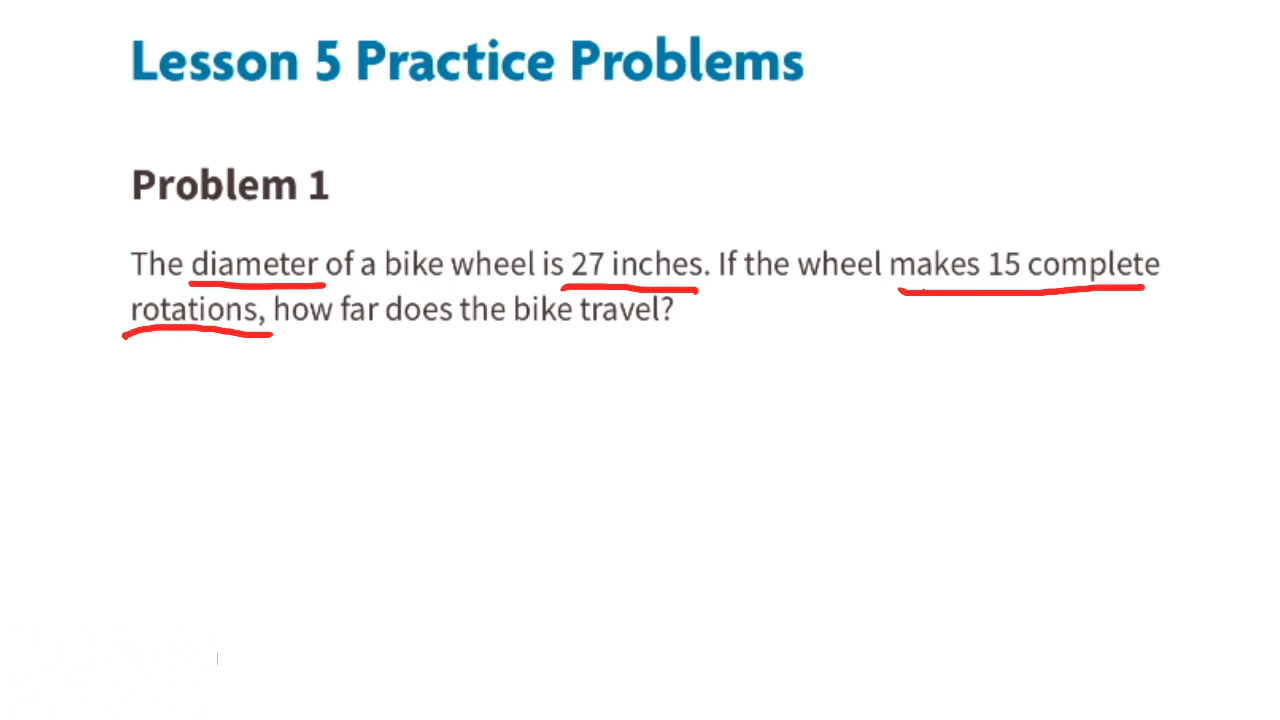 Lesson 5 Practice Problems
Problem 1
The diameter of a bike wheel is 27 inches. If the wheel makes 15 complete
rotations, how far does the bike travel?